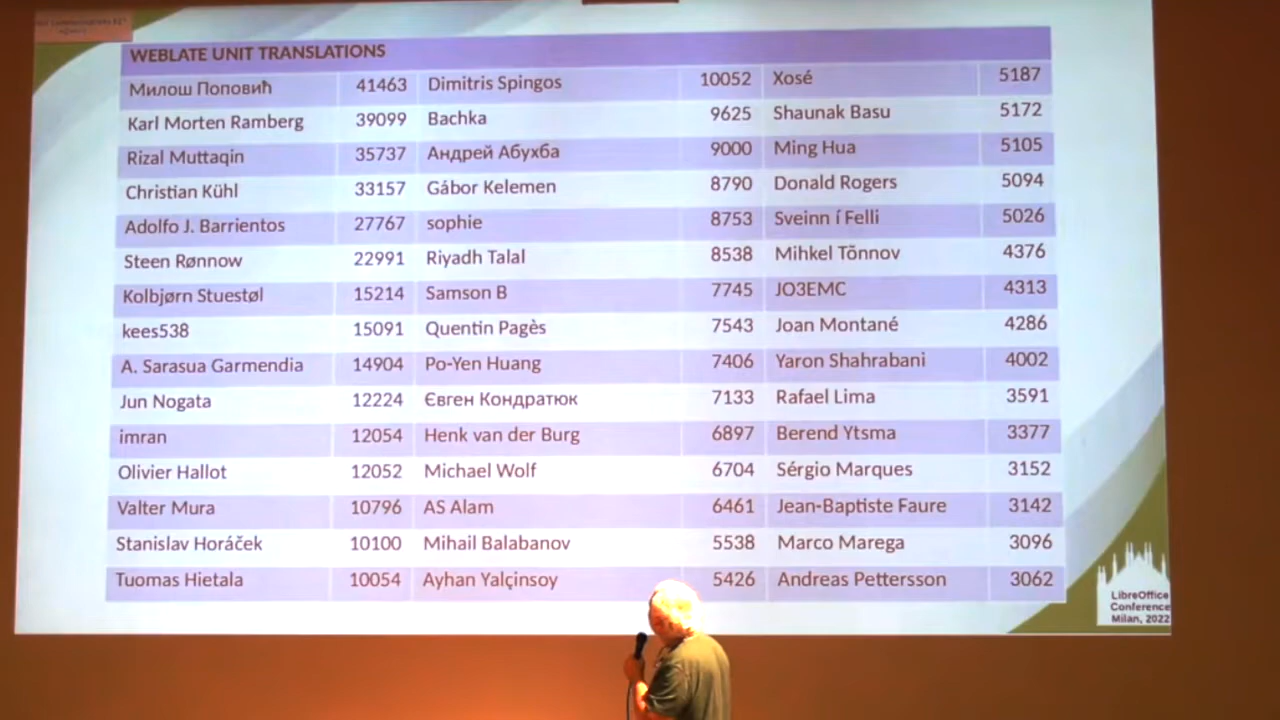 WEBLATE UNIT TRANSLATIONS
Милош Поповић 41463 Dimitris Spingos 10052 Xosé 5187
Karl Morten Ramberg 39099 Bachka 9625 Shaunak Basu 5172
Rizal Muttaqin 35737 Андрей Абухба 9000 Ming Hua 5105
Christian Kühl 33157 Gábor Kelemen 8790 Donald Rogers 5094
Adolfo J. Barrientos 27767 sophie 8753 Sveinn í Felli 5026
Steen Rønnow 22991 Riyadh Talal 8538 Mihkel Tõnnov 4376
Kolbjørn Stuestøl 15214 Samson B 7745 JO3EMC 4313
kees538 15091 Quentin Pagès 7543 Joan Montané 4286
A. Sarasua Garmendia 14904 Po-Yen Huang 7406 Yaron Shahrabani 4002
Jun Nogata 12224 Євген Кондратюк 7133 Rafael Lima 3591
imran 12054 Henk van der Burg 6897 Berend Ytsma 3377
Olivier Hallot 12052 Michael Wolf 6704 Sérgio Marques 3152
Valter Mura 10796 AS Alam 6461 Jean-Baptiste Faure 3142
Stanislav Horáček 10100 Mihail Balabanov 5538 Marco Marega 3096
Tuomas Hietala 10054 Ayhan Yalçinsoy 5426 Andreas Pettersson 3062
LibreOffice
Conference
Milan, 2022